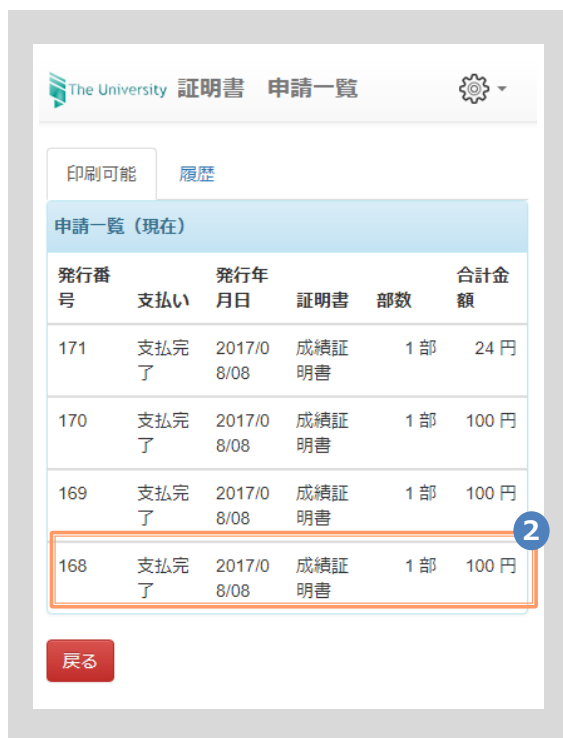 The University 証明書 申請一覧
印刷可能 履歴
申請一覧（現在）
発行番 発行年 合計金
号 支払い 月日 証明書 部数 額
171 支払完 2017/0 成績証 1 部 24 円
了 8/08 明書
170 支払完 2017/0 成績証 1 部 100 円
了 8/08 明書
169 支払完 2017/0 成績証 1 部 100 円
了 8/08 明書
2
168 支払完 2017/0 成績証 1 部 100 円
了 8/08 明書
戻る